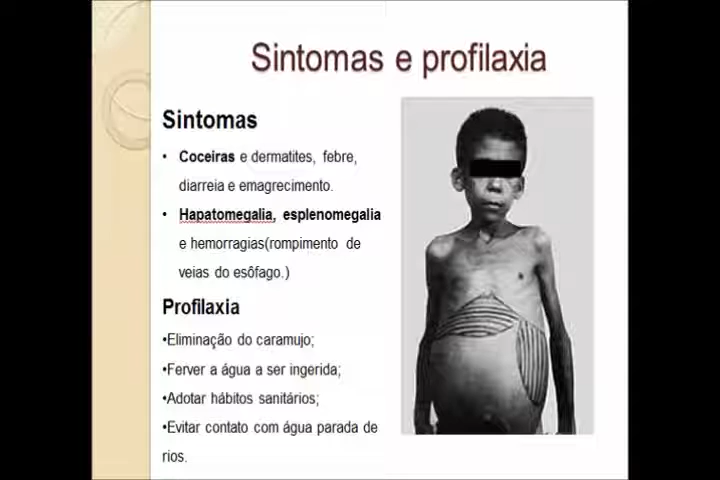 Sintomas e profilaxia
Sintomas
• Coceiras e dermatites, febre,
diarreia e emagrecimento.
• Hapatomegalia, esplenomegalia
e hemorragias(rompimento de
veias do esôfago.)
Profilaxia
•Eliminação do caramujo;
•Ferver a água a ser ingerida;
•Adotar hábitos sanitários;
•Evitar contato com água parada de
rios.